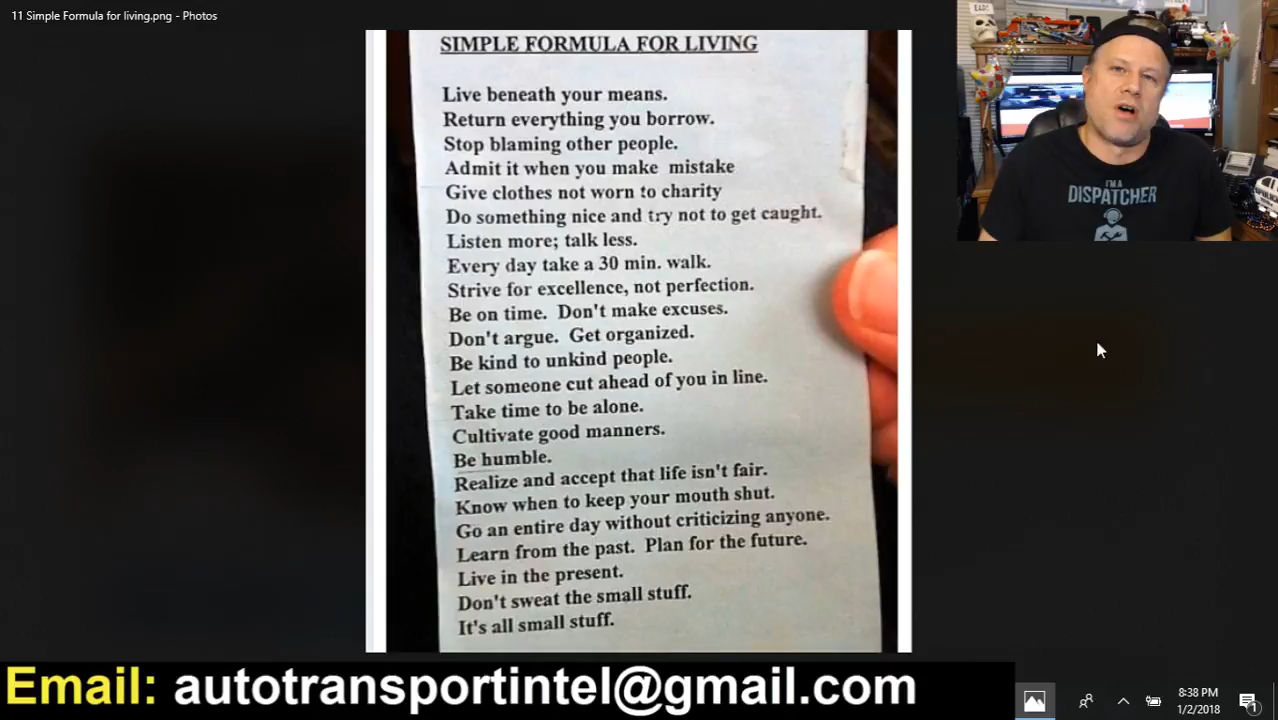 11 Simple Formula for living.png - Photos
SIMPLE FORMULA FOR LIVING
Live beneath your means.
Return everything you borrow.
Stop blaming other people.
Admit it when you make mistake
Give clothes not worn to charity
Do something nice and try not to get caught.
Listen more; talk less.
Every day take a 30 min. walk.
Strive for excellence, not perfection.
Be on time. Don't make excuses.
Don't argue. Get organized.
Be kind to unkind people.
Let someone cut ahead of you in line.
Take time to be alone.
Cultivate good manners.
Be humble.
Realize and accept that life isn't fair.
Know when to keep your mouth shut.
Go an entire day without criticizing anyone.
Learn from the past. Plan for the future.
Live in the present.
Don't sweat the small stuff.
It's all small stuff.
I'M A
DISPATCHER
Email: autotransportintel@gmail.com
8:38 PM
1/2/2018
1